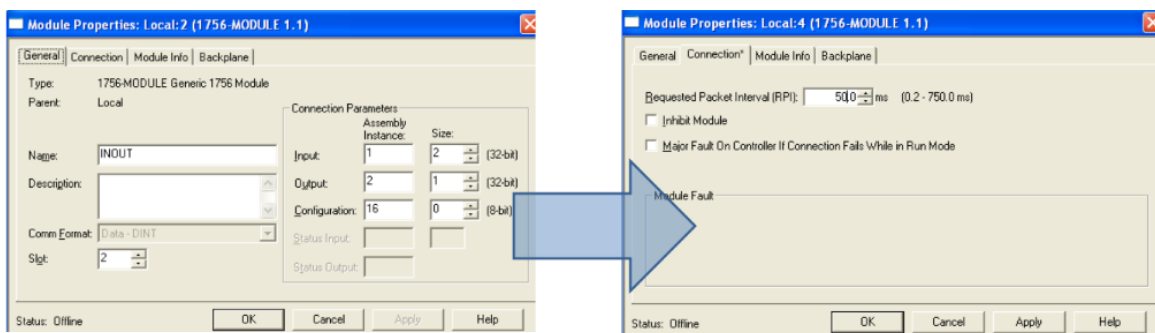 Module Properties: Local:2 (1756-MODULE 1.1)
General Connection Module Info Backplane
Type: 1756-MODULE Generic 1756 Module
Parent: Local
Connection Parameters
Assembly Instance: Size:
Name: INOUT
Input: 1 2 (32-bit)
Description:
Output: 2 1 (32-bit)
Configuration: 16 0 (8-bit)
Comm Format: Data - DINT
Status Input:
Slot: 2
Status Output:
Status: Offline
OK Cancel Apply Help
Module Properties: Local:4 (1756-MODULE 1.1)
General Connection* Module Info Backplane
Requested Packet Interval (RPI): 50.0 ms (0.2 - 750.0 ms)
Inhibit Module
Major Fault On Controller If Connection Fails While in Run Mode
Module Fault
Status: Offline
OK Cancel Apply Help